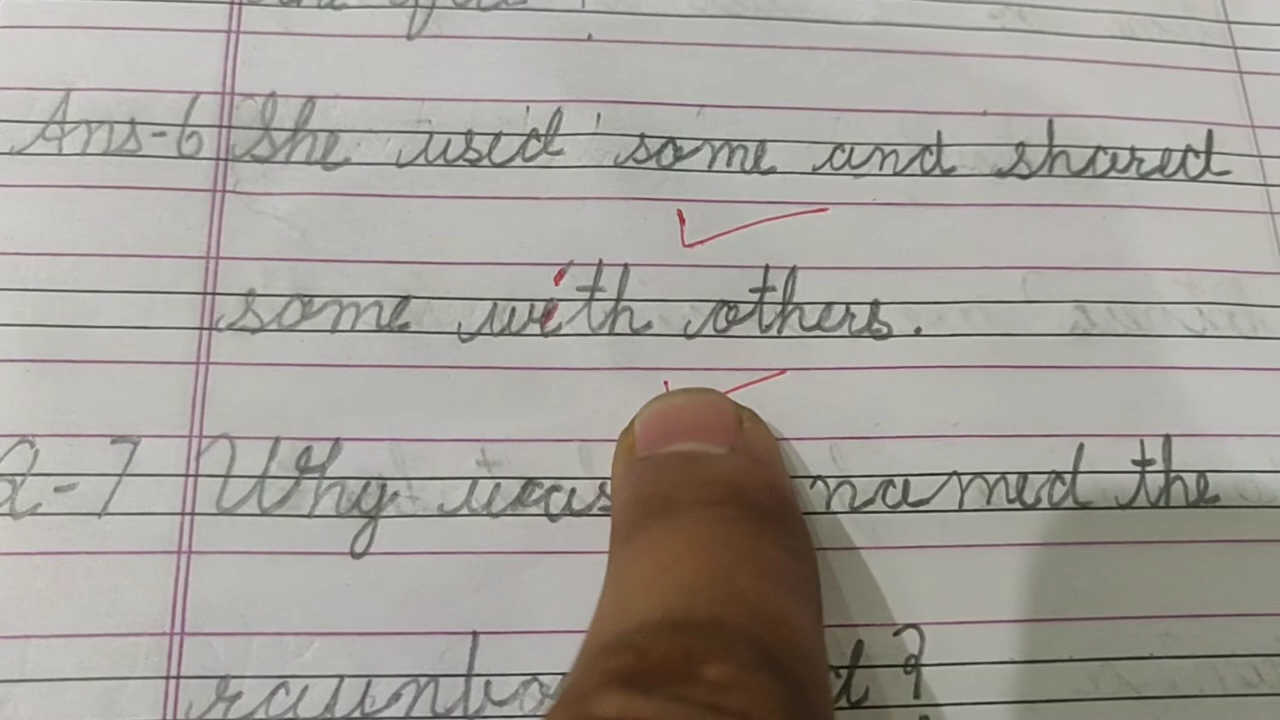 Ans-6 She used some and shared
some with others.
Q-7 Why was named the